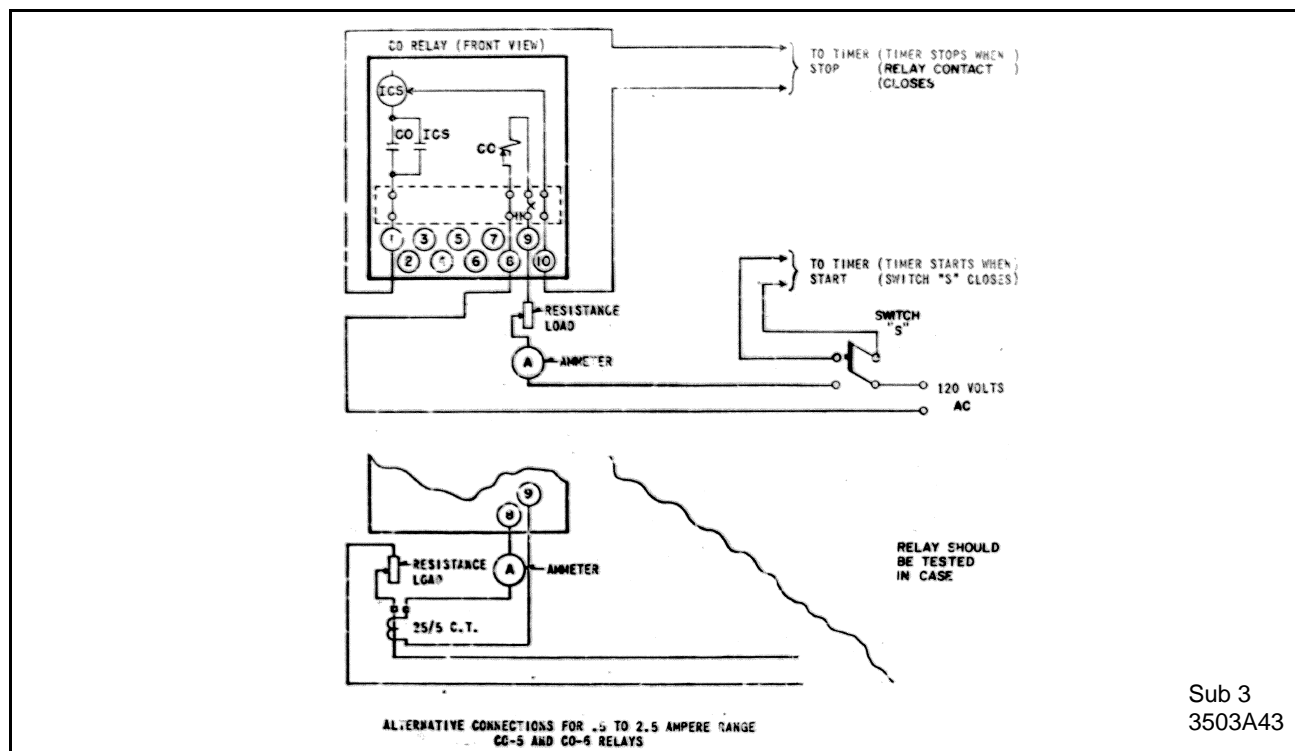 CO RELAY (FRONT VIEW)
TO TIMER (TIMER STOPS WHEN )
STOP (RELAY CONTACT )
(CLOSES
ICS
CO ICS
CO
1 3 5 7 9
2 4 6 8 10
TO TIMER (TIMER STARTS WHEN)
START (SWITCH "S" CLOSES)
RESISTANCE
LOAD
SWITCH
"S"
A AMMETER
120 VOLTS
AC
9
8
RESISTANCE
LOAD
A AMMETER
RELAY SHOULD
BE TESTED
IN CASE
25/5 C.T.
ALTERNATIVE CONNECTIONS FOR .5 TO 2.5 AMPERE RANGE
CO-5 AND CO-6 RELAYS
Sub 3
3503A43